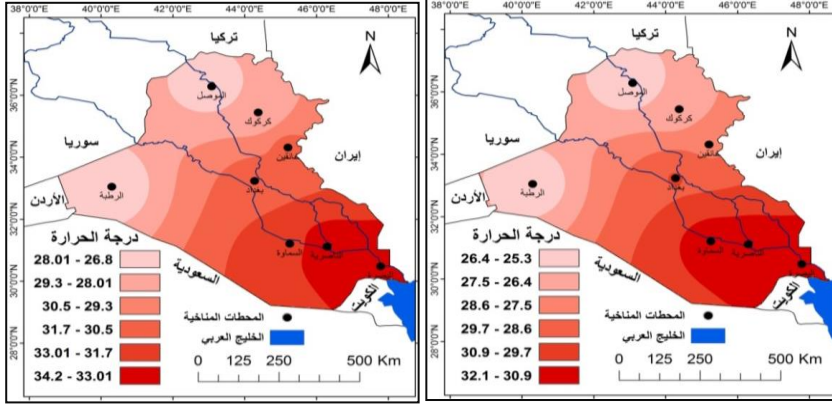 38°0'0"E 40°0'0"E 42°0'0"E 44°0'0"E 46°0'0"E
36°0'0"N
34°0'0"N
32°0'0"N
30°0'0"N
28°0'0"N
تركيا
N
الموصل
كركوك
سوريا
خانقين
إيران
الرطبة
بغداد
الأردن
السماوة
الناصرية
السعودية
الكويت
درجة الحرارة
28.01 - 26.8
29.3 - 28.01
30.5 - 29.3
31.7 - 30.5
33.01 - 31.7
34.2 - 33.01
المحطات المناخية
الخليج العربي
0 125 250 500 Km
38°0'0"E 40°0'0"E 42°0'0"E 44°0'0"E 46°0'0"E
36°0'0"N
34°0'0"N
32°0'0"N
30°0'0"N
28°0'0"N
تركيا
N
الموصل
كركوك
سوريا
خانقين
إيران
الرطبة
بغداد
الأردن
السماوة
الناصرية
السعودية
الكويت
درجة الحرارة
26.4 - 25.3
27.5 - 26.4
28.6 - 27.5
29.7 - 28.6
30.9 - 29.7
32.1 - 30.9
المحطات المناخية
الخليج العربي
0 125 250 500 Km